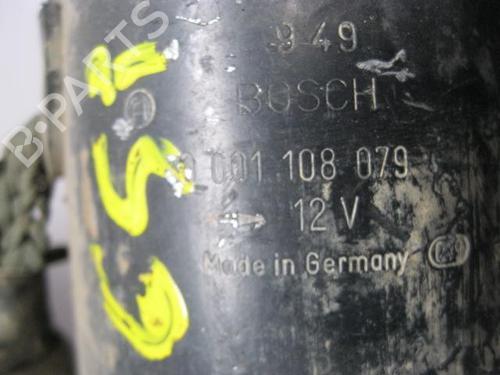 949
BOSCH
0 001 108 079
12 V
Made in Germany
B-PARTS